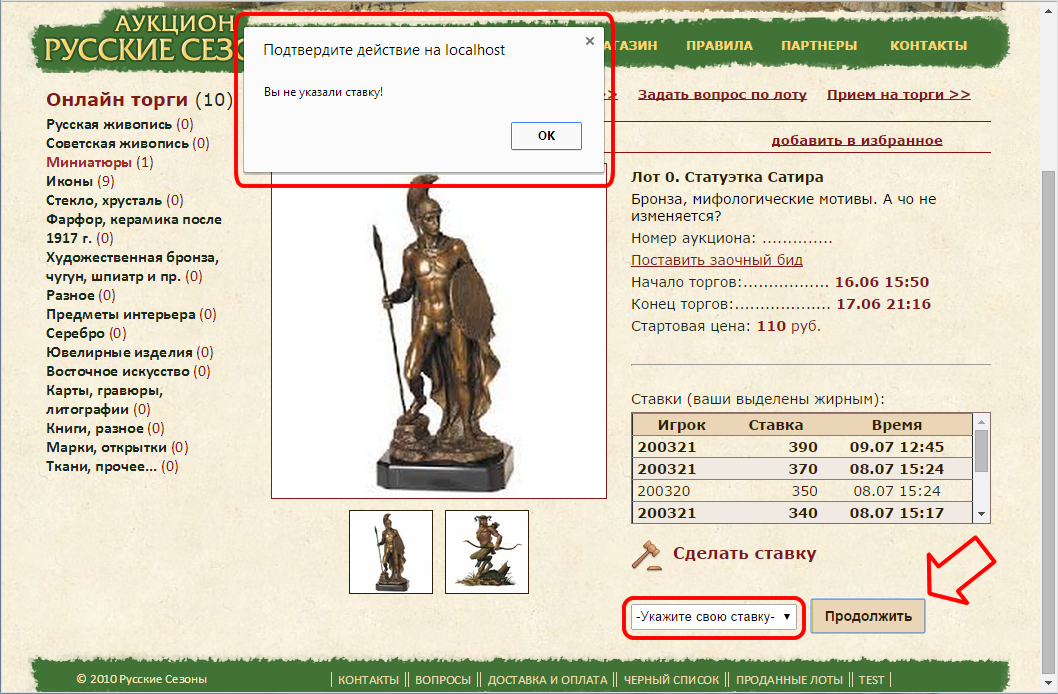 АУКЦИОН
РУССКИЕ СЕЗО
АГАЗИН ПРАВИЛА ПАРТНЕРЫ КОНТАКТЫ
Подтвердите действие на localhost
×
Вы не указали ставку!
OK
Онлайн торги (10)
Русская живопись (0)
Советская живопись (0)
Миниатюры (1)
Иконы (9)
Стекло, хрусталь (0)
Фарфор, керамика после
1917 г. (0)
Художественная бронза,
чугун, шпиатр и пр. (0)
Разное (0)
Предметы интерьера (0)
Серебро (0)
Ювелирные изделия (0)
Восточное искусство (0)
Карты, гравюры,
литографии (0)
Книги, разное (0)
Марки, открытки (0)
Ткани, прочее... (0)
>> Задать вопрос по лоту Прием на торги >>
добавить в избранное
Лот 0. Статуэтка Сатира
Бронза, мифологические мотивы. А чо не
изменяется?
Номер аукциона: ..............
Поставить заочный бид
Начало торгов:................. 16.06 15:50
Конец торгов:................... 17.06 21:16
Стартовая цена: 110 руб.
Ставки (ваши выделены жирным):
Игрок Ставка Время
200321 390 09.07 12:45
200321 370 08.07 15:24
200320 350 08.07 15:24
200321 340 08.07 15:17
Сделать ставку
-Укажите свою ставку- Продолжить
© 2010 Русские Сезоны
КОНТАКТЫ ВОПРОСЫ ДОСТАВКА И ОПЛАТА ЧЕРНЫЙ СПИСОК ПРОДАННЫЕ ЛОТЫ TEST